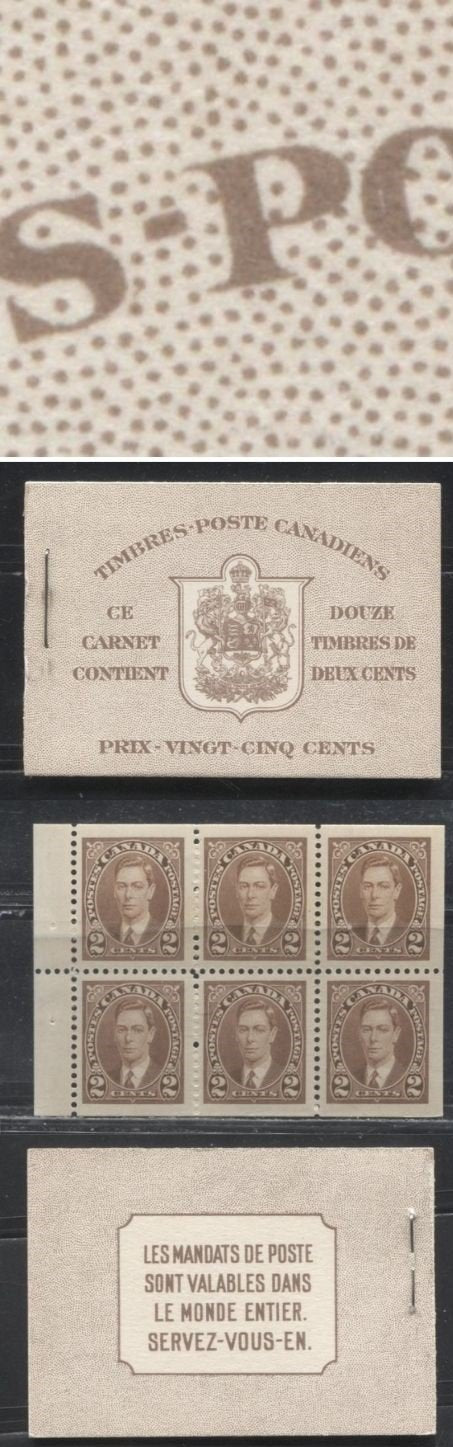 S-PO
TIMBRES-POSTE CANADIENS
CE
CARNET
CONTIENT
DOUZE
TIMBRES DE
DEUX CENTS
PRIX-VINGT-CINQ CENTS
POSTES CANADA POSTAGE
2 CENTS 2
POSTES CANADA POSTAGE
2 CENTS 2
POSTES CANADA POSTAGE
2 CENTS 2
POSTES CANADA POSTAGE
2 CENTS 2
POSTES CANADA POSTAGE
2 CENTS 2
POSTES CANADA POSTAGE
2 CENTS 2
LES MANDATS DE POSTE
SONT VALABLES DANS
LE MONDE ENTIER.
SERVEZ-VOUS-EN.